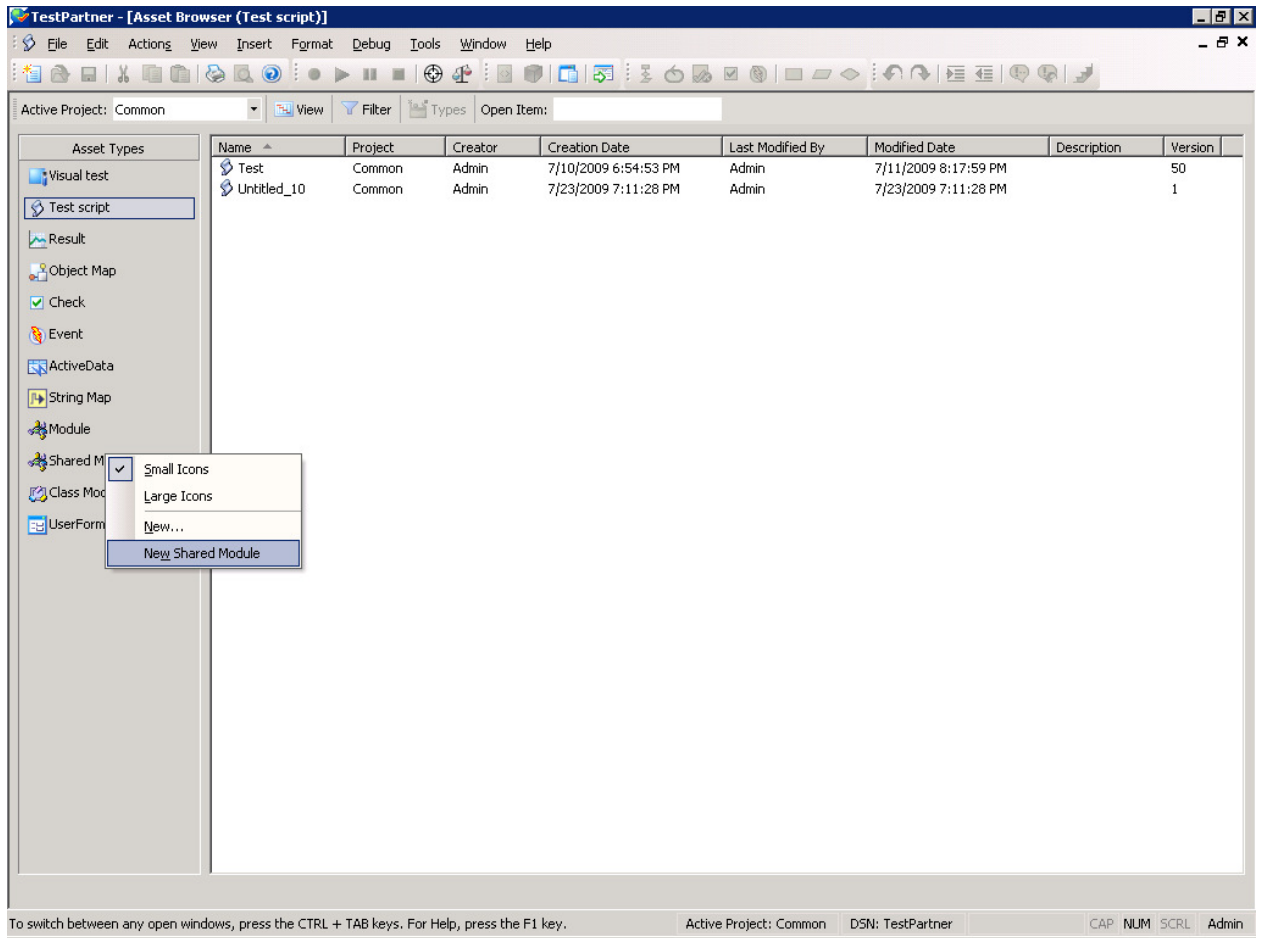 TestPartner - [Asset Browser (Test script)]
File Edit Actions View Insert Format Debug Tools Window Help
Active Project: Common View Filter Types Open Item:
Asset Types
Name Project Creator Creation Date Last Modified By Modified Date Description Version
Test Common Admin 7/10/2009 6:54:53 PM Admin 7/11/2009 8:17:59 PM 50
Untitled_10 Common Admin 7/23/2009 7:11:28 PM Admin 7/23/2009 7:11:28 PM 1
Visual test
Test script
Result
Object Map
Check
Event
ActiveData
String Map
Module
Shared M
Class Mod
UserForm
Small Icons
Large Icons
New...
New Shared Module
To switch between any open windows, press the CTRL + TAB keys. For Help, press the F1 key. Active Project: Common DSN: TestPartner CAP NUM SCRL Admin